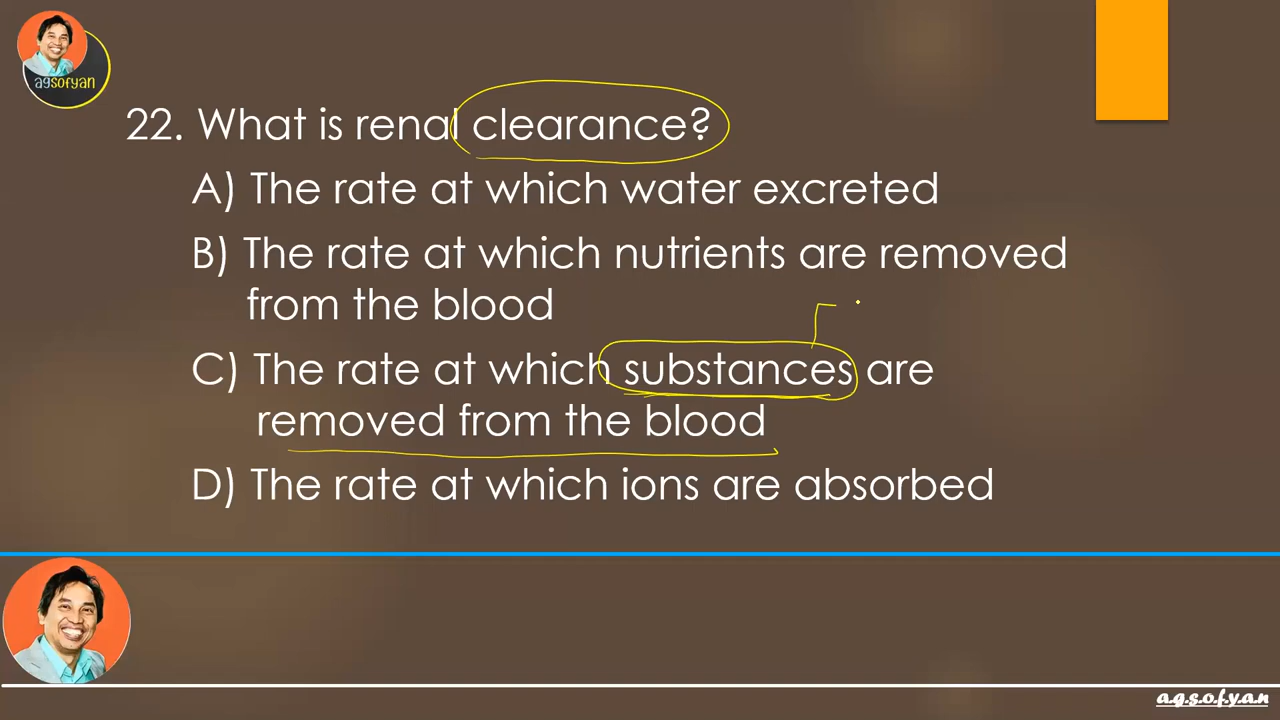 agsofyan
22. What is renal clearance?
A) The rate at which water excreted
B) The rate at which nutrients are removed
from the blood
C) The rate at which substances are
removed from the blood
D) The rate at which ions are absorbed
a.g.s.o.f.y.a.n